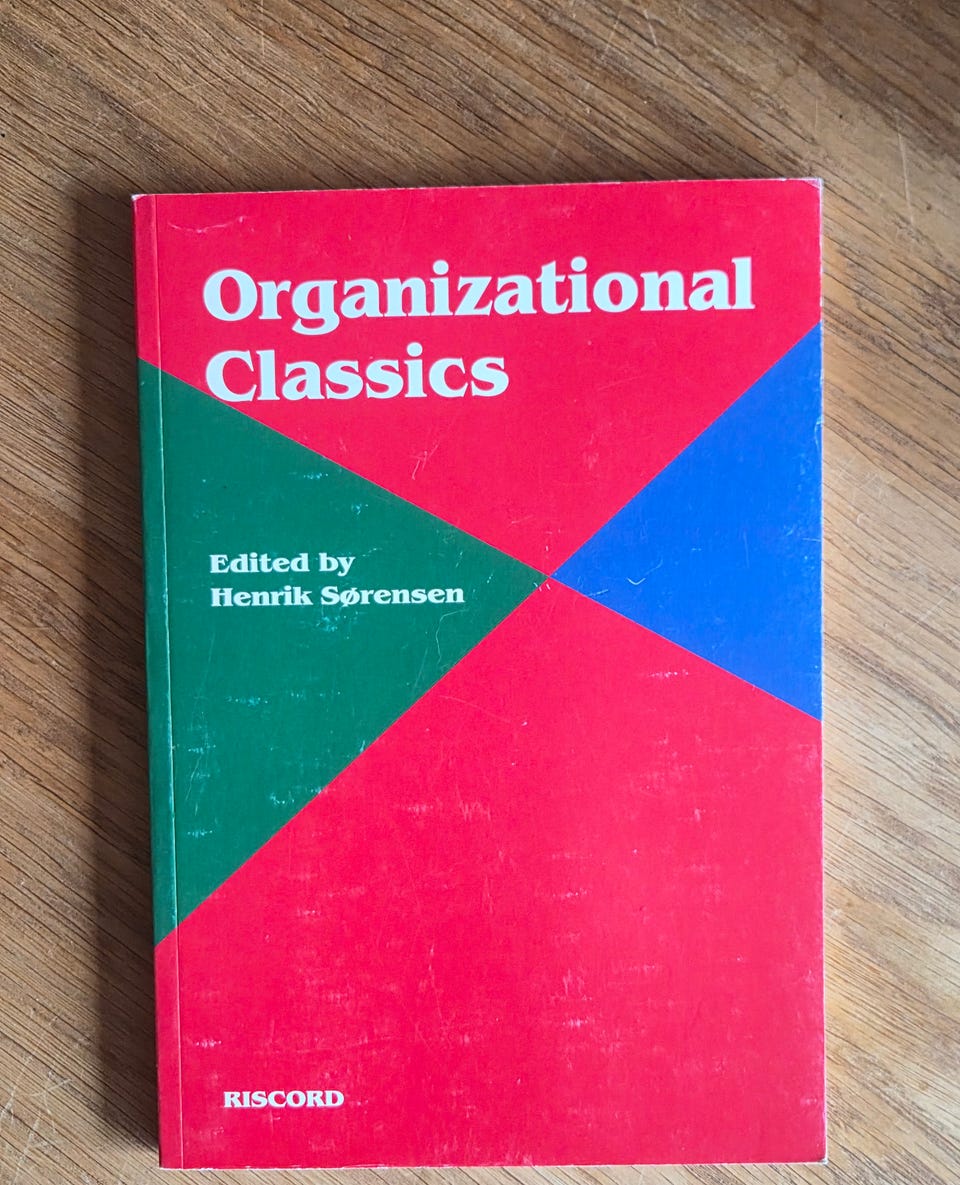 Organizational
Classics
Edited by
Henrik Sørensen
RISCORD